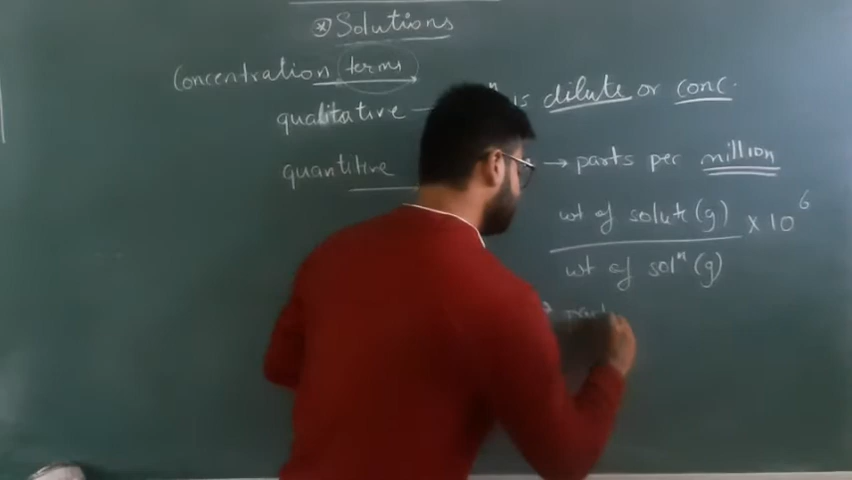 ⊛ Solutions
Concentration terms
qualitative — n is dilute or conc.
quantitive → parts per million
wt of solute (g) × 10⁶
wt of solⁿ (g)
part